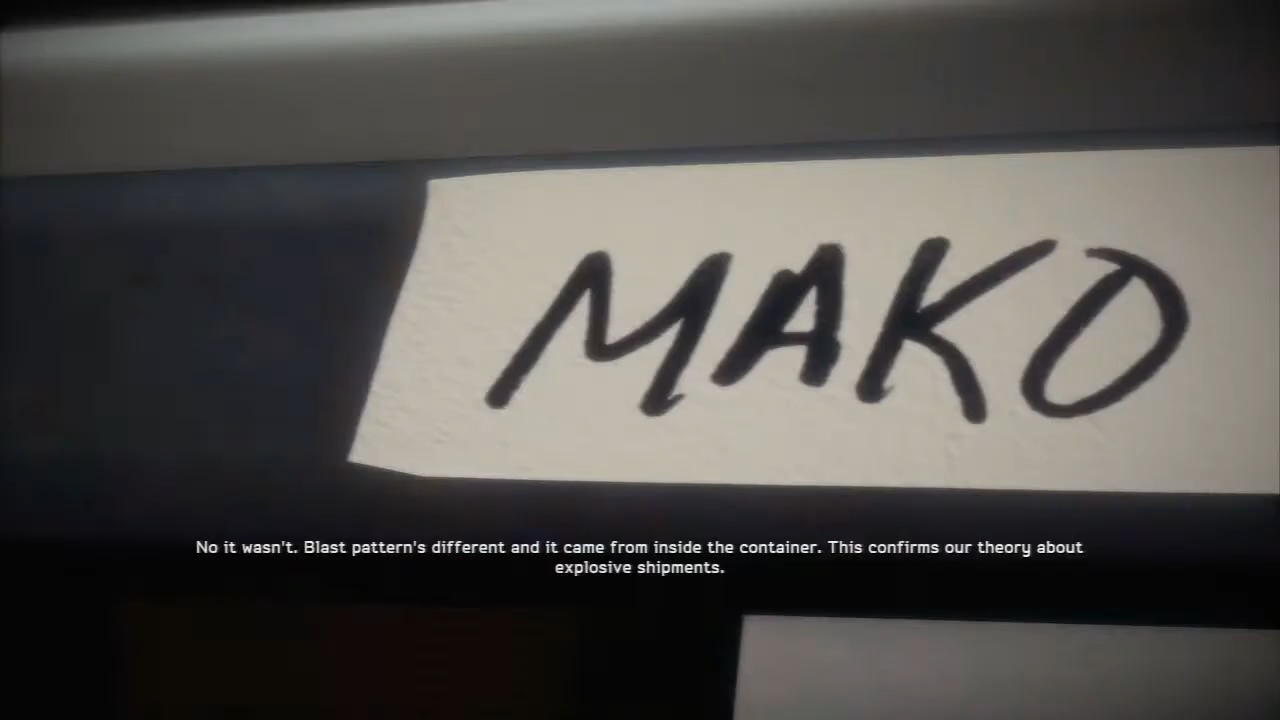 MAKO
No it wasn't. Blast pattern's different and it came from inside the container. This confirms our theory about
explosive shipments.